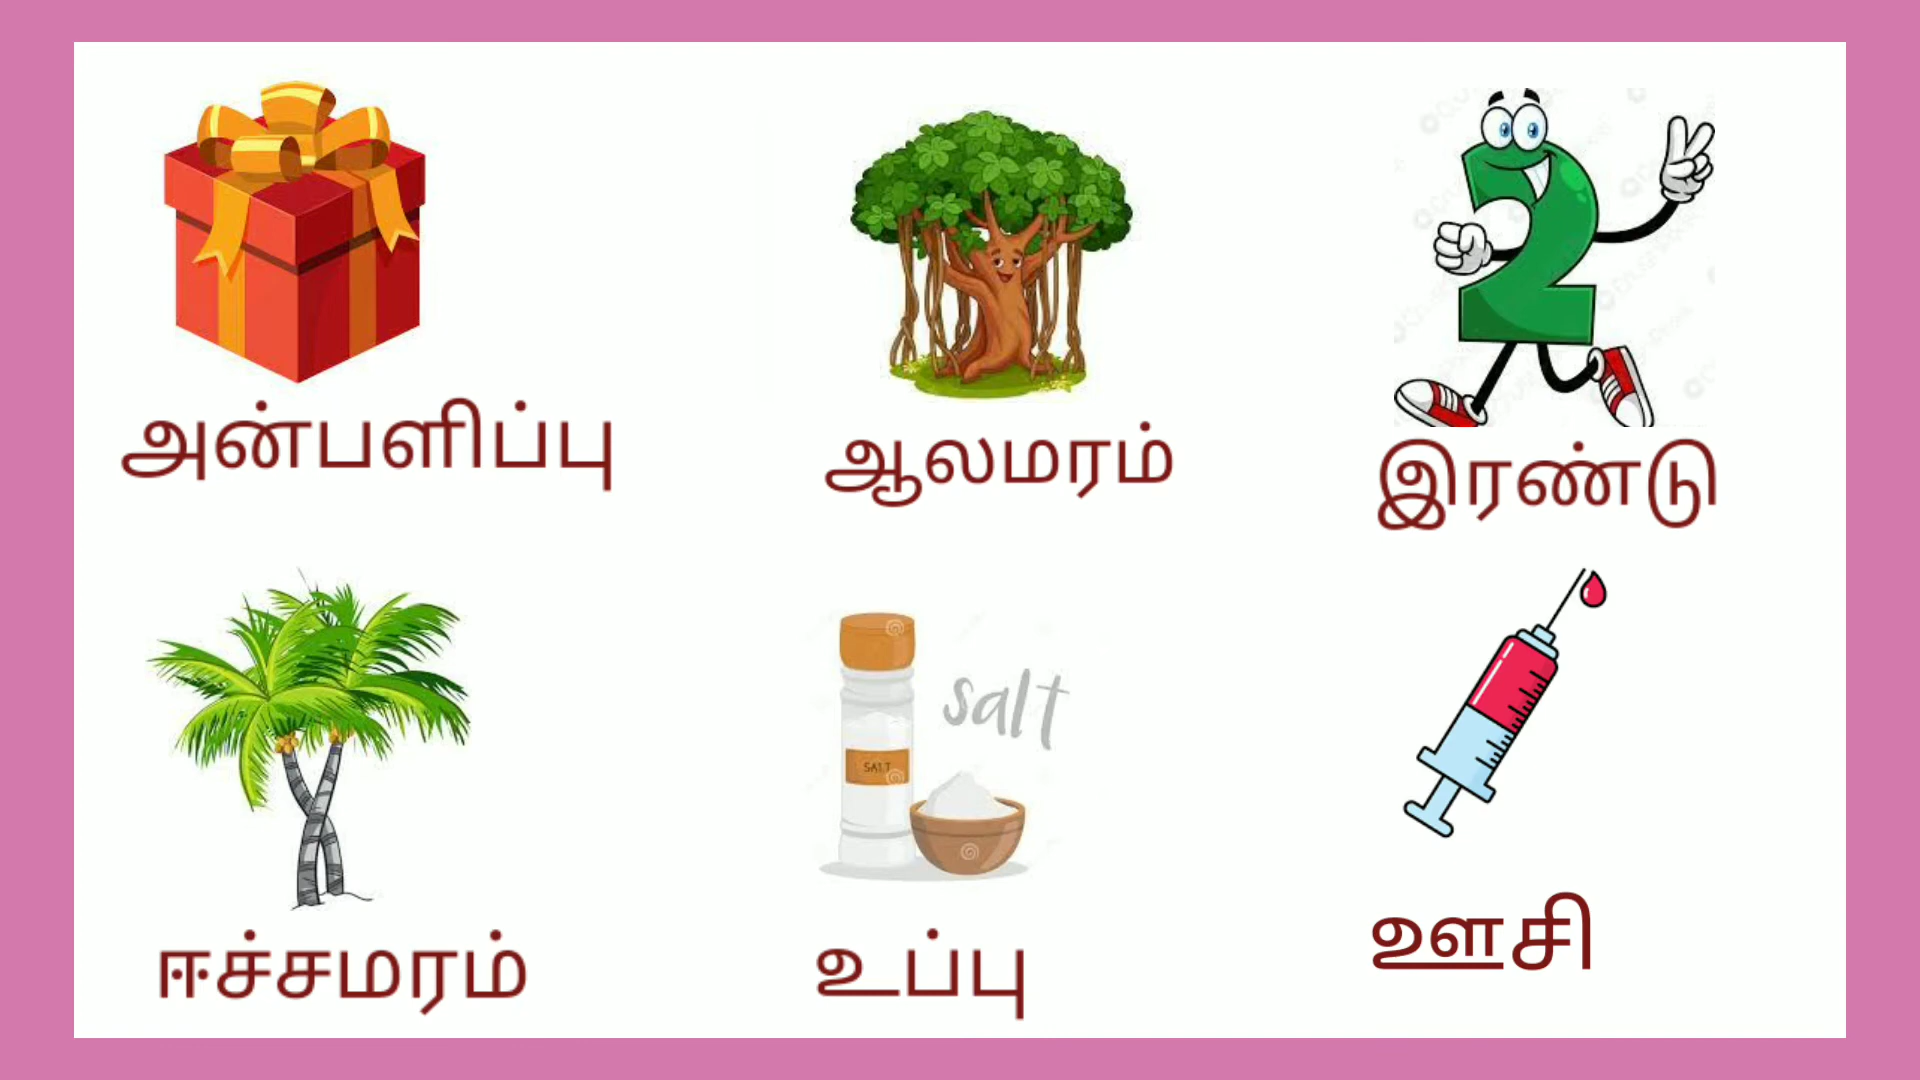 அன்பளிப்பு
ஆலமரம்
இரண்டு
salt
SALT
ஈச்சமரம்
உப்பு
ஊசி